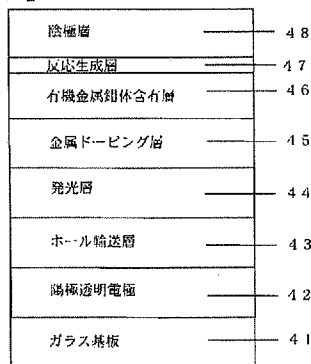 陰極層 48
反応生成層 47
有機金属錯体含有層 46
金属ドーピング層 45
発光層 44
ホール輸送層 43
陽極透明電極 42
ガラス基板 41